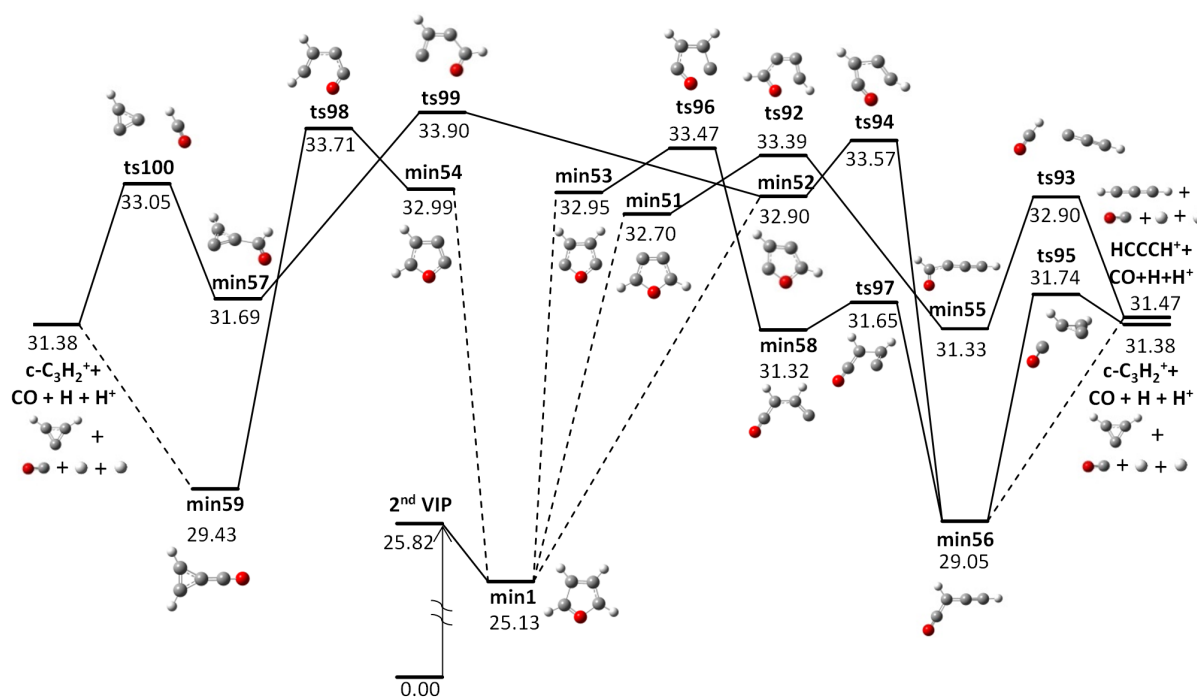 ts99
33.90
ts98
33.71
ts96
33.47
ts92
33.39
ts94
33.57
ts100
33.05
min54
32.99
min53
32.95
min51
32.70
min52
32.90
ts93
32.90
+
+ +
HCCCH⁺+
CO+H+H⁺
31.47
min57
31.69
ts97
31.65
min55
31.33
ts95
31.74
31.38
c-C₃H₂⁺+
CO + H + H⁺
+
+ +
min58
31.32
31.38
c-C₃H₂⁺+
CO + H + H⁺
+
+ +
min59
29.43
2ⁿᵈ VIP
25.82
min1
25.13
min56
29.05
0.00